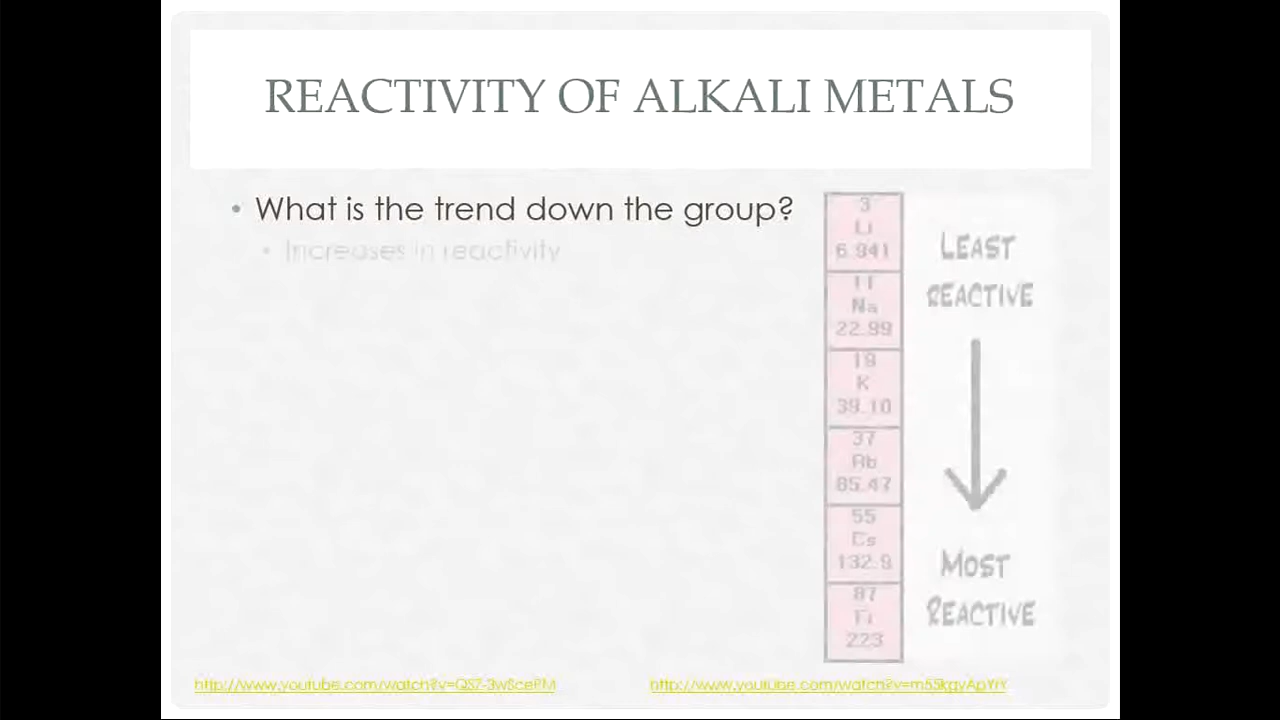 REACTIVITY OF ALKALI METALS
• What is the trend down the group?
• Increases in reactivity
3
Li
6.941
11
Na
22.99
19
K
39.10
37
Rb
85.47
55
Cs
132.9
87
Fr
223
LEAST
REACTIVE
MOST
REACTIVE